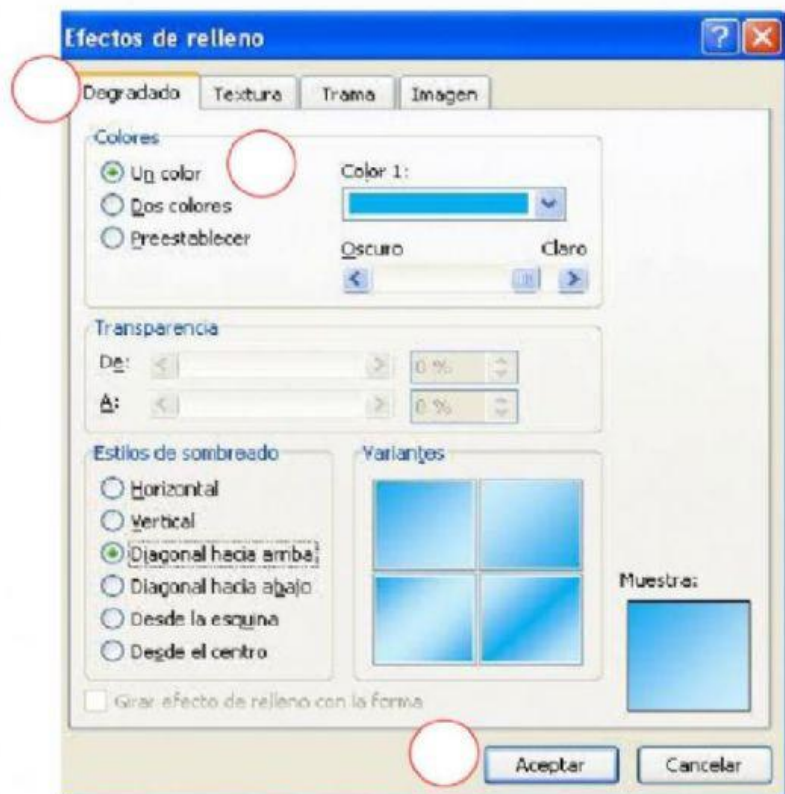 Efectos de relleno
Degradado Textura Trama Imagen
Colores
Un color
Dos colores
Preestablecer
Color 1:
Oscuro Claro
Transparencia
De: 0 %
A: 0 %
Estilos de sombreado
Horizontal
Vertical
Diagonal hacia arriba
Diagonal hacia abajo
Desde la esquina
Desde el centro
Variantes
Muestra:
Girar efecto de relleno con la forma
Aceptar Cancelar